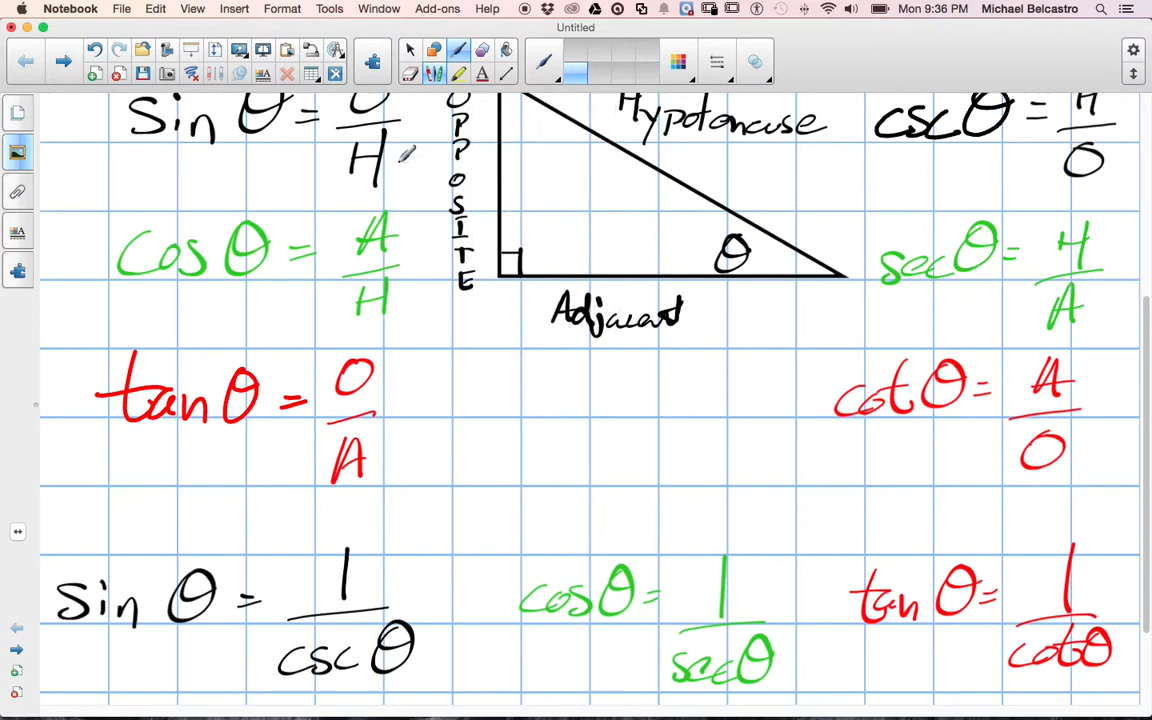 Notebook File Edit View Insert Format Tools Window Add-ons Help Mon 9:36 PM Michael Belcastro
Untitled
sin θ = O/H
OPPOSITE
Hypotenuse
csc θ = H/O
cos θ = A/H
θ
sec θ = H/A
Adjacent
tan θ = O/A
cot θ = A/O
sin θ = 1/csc θ
cos θ = 1/sec θ
tan θ = 1/cot θ